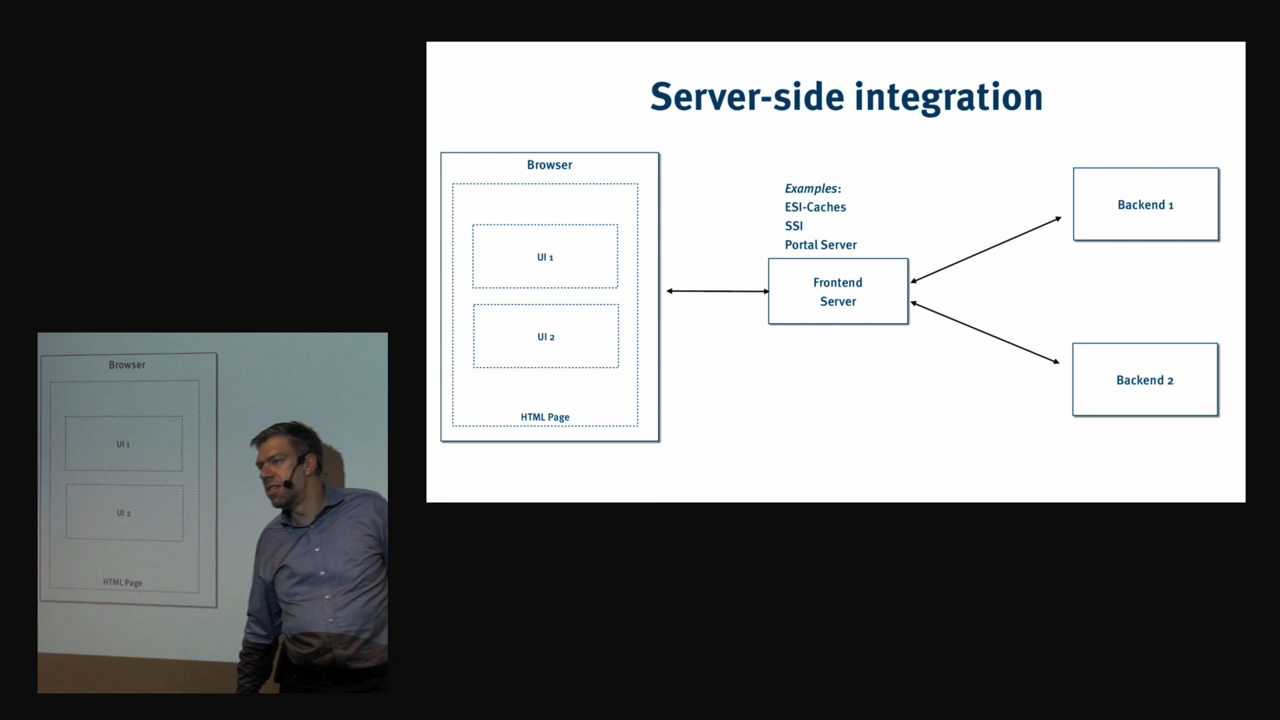 Server-side integration
Browser
UI 1
UI 2
HTML Page
Examples:
ESI-Caches
SSI
Portal Server
Frontend
Server
Backend 1
Backend 2
Browser
UI 1
UI 2
HTML Page